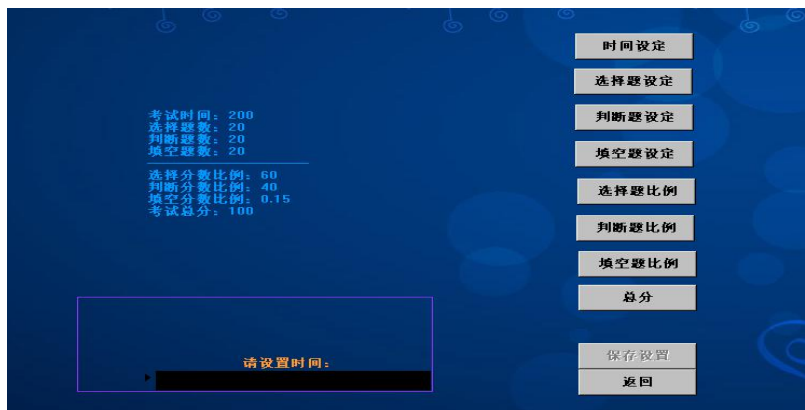 考试时间：200
选择题数：20
判断题数：20
填空题数：20
选择分数比例：60
判断分数比例：40
填空分数比例：0.15
考试总分：100
请设置时间：
时间设定
选择题设定
判断题设定
填空题设定
选择题比例
判断题比例
填空题比例
总分
保存设置
返回